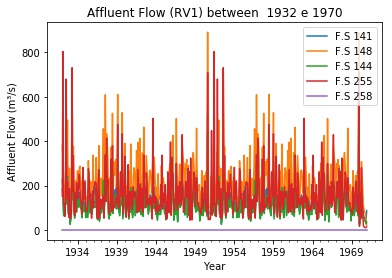 Affluent Flow (RV1) between 1932 e 1970
F.S 141
F.S 148
F.S 144
F.S 255
F.S 258
800
600
400
200
0
Affluent Flow (m³/s)
1934 1939 1944 1949 1954 1959 1964 1969
Year